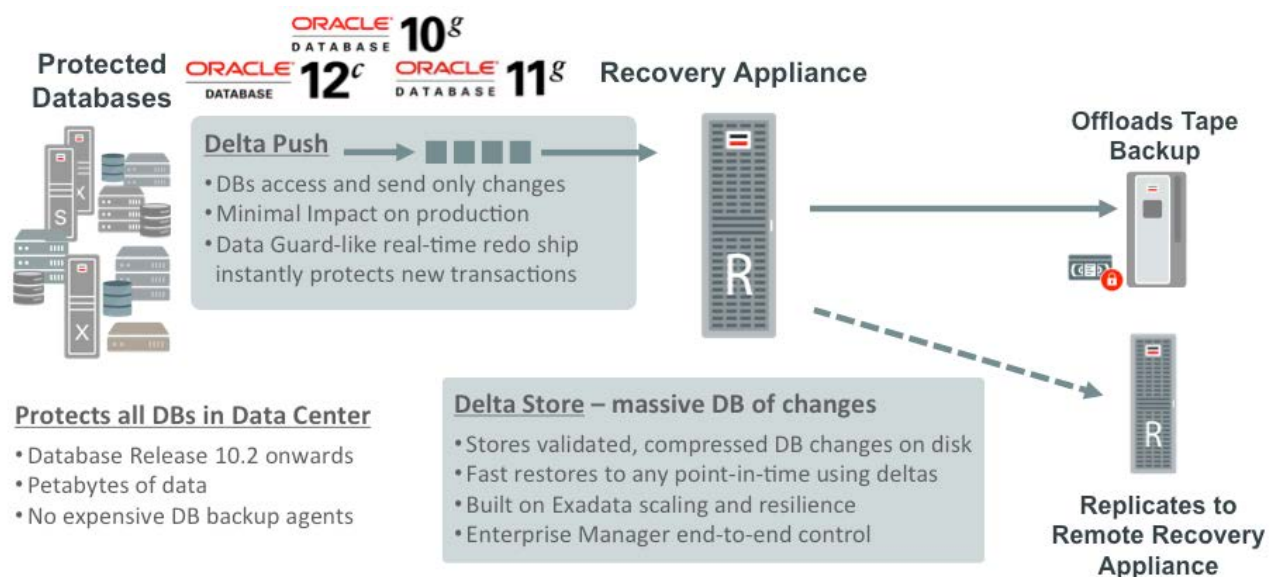 ORACLE 10g
DATABASE
Protected
Databases
ORACLE 12c
DATABASE
ORACLE 11g
DATABASE
Recovery Appliance
Delta Push
• DBs access and send only changes
• Minimal Impact on production
• Data Guard-like real-time redo ship
instantly protects new transactions
X
S
X
R
Offloads Tape
Backup
Protects all DBs in Data Center
• Database Release 10.2 onwards
• Petabytes of data
• No expensive DB backup agents
Delta Store – massive DB of changes
• Stores validated, compressed DB changes on disk
• Fast restores to any point-in-time using deltas
• Built on Exadata scaling and resilience
• Enterprise Manager end-to-end control
R
Replicates to
Remote Recovery
Appliance